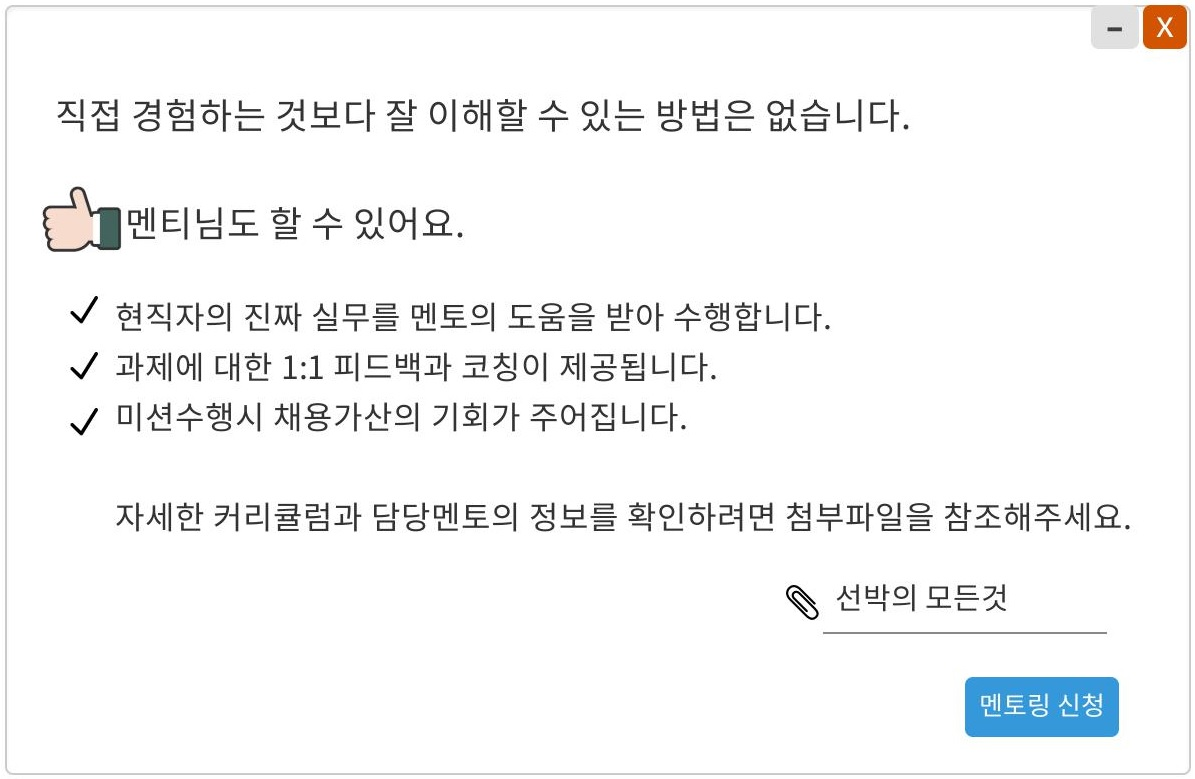 –
X
직접 경험하는 것보다 잘 이해할 수 있는 방법은 없습니다.
멘티님도 할 수 있어요.
현직자의 진짜 실무를 멘토의 도움을 받아 수행합니다.
과제에 대한 1:1 피드백과 코칭이 제공됩니다.
미션수행시 채용가산의 기회가 주어집니다.
자세한 커리큘럼과 담당멘토의 정보를 확인하려면 첨부파일을 참조해주세요.
선박의 모든것
멘토링 신청